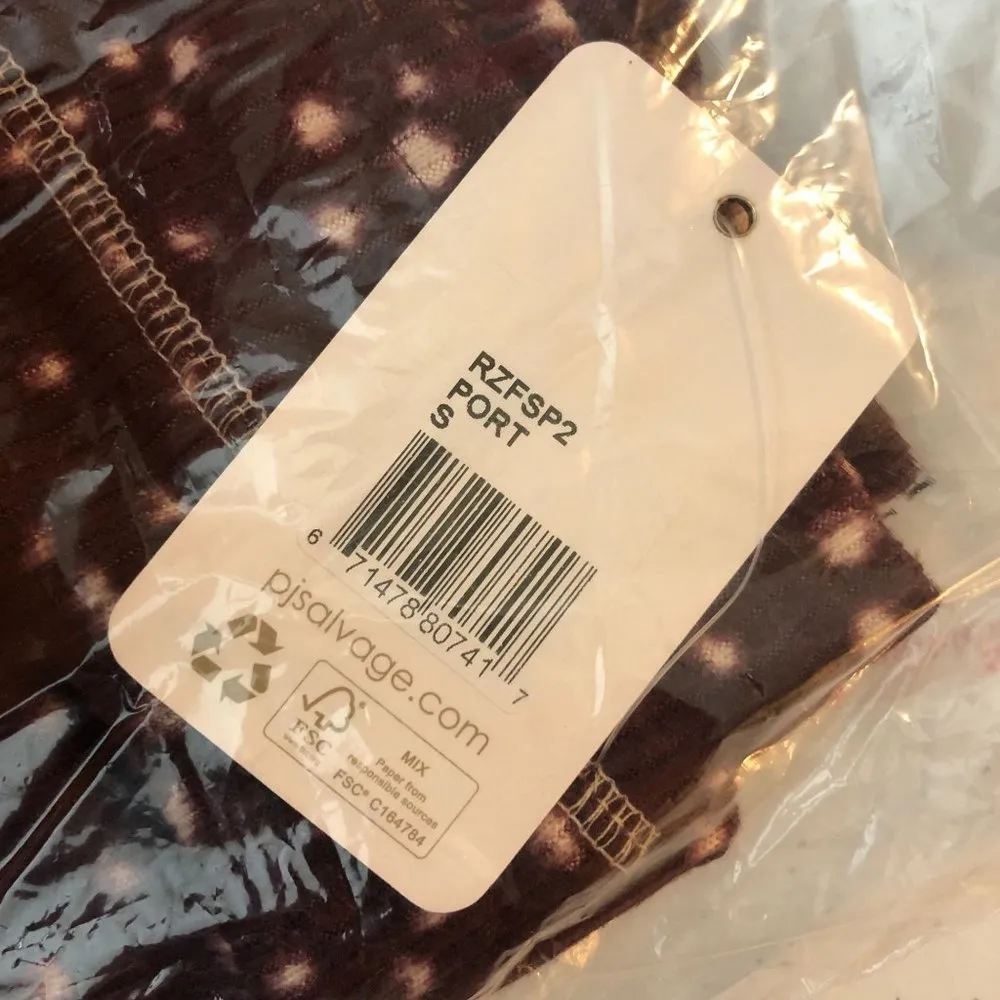 RZFSP2
PORT
S
6 71478 80741 7
pjsalvage.com
FSC
MIX
Paper from
responsible sources
FSC® C164784